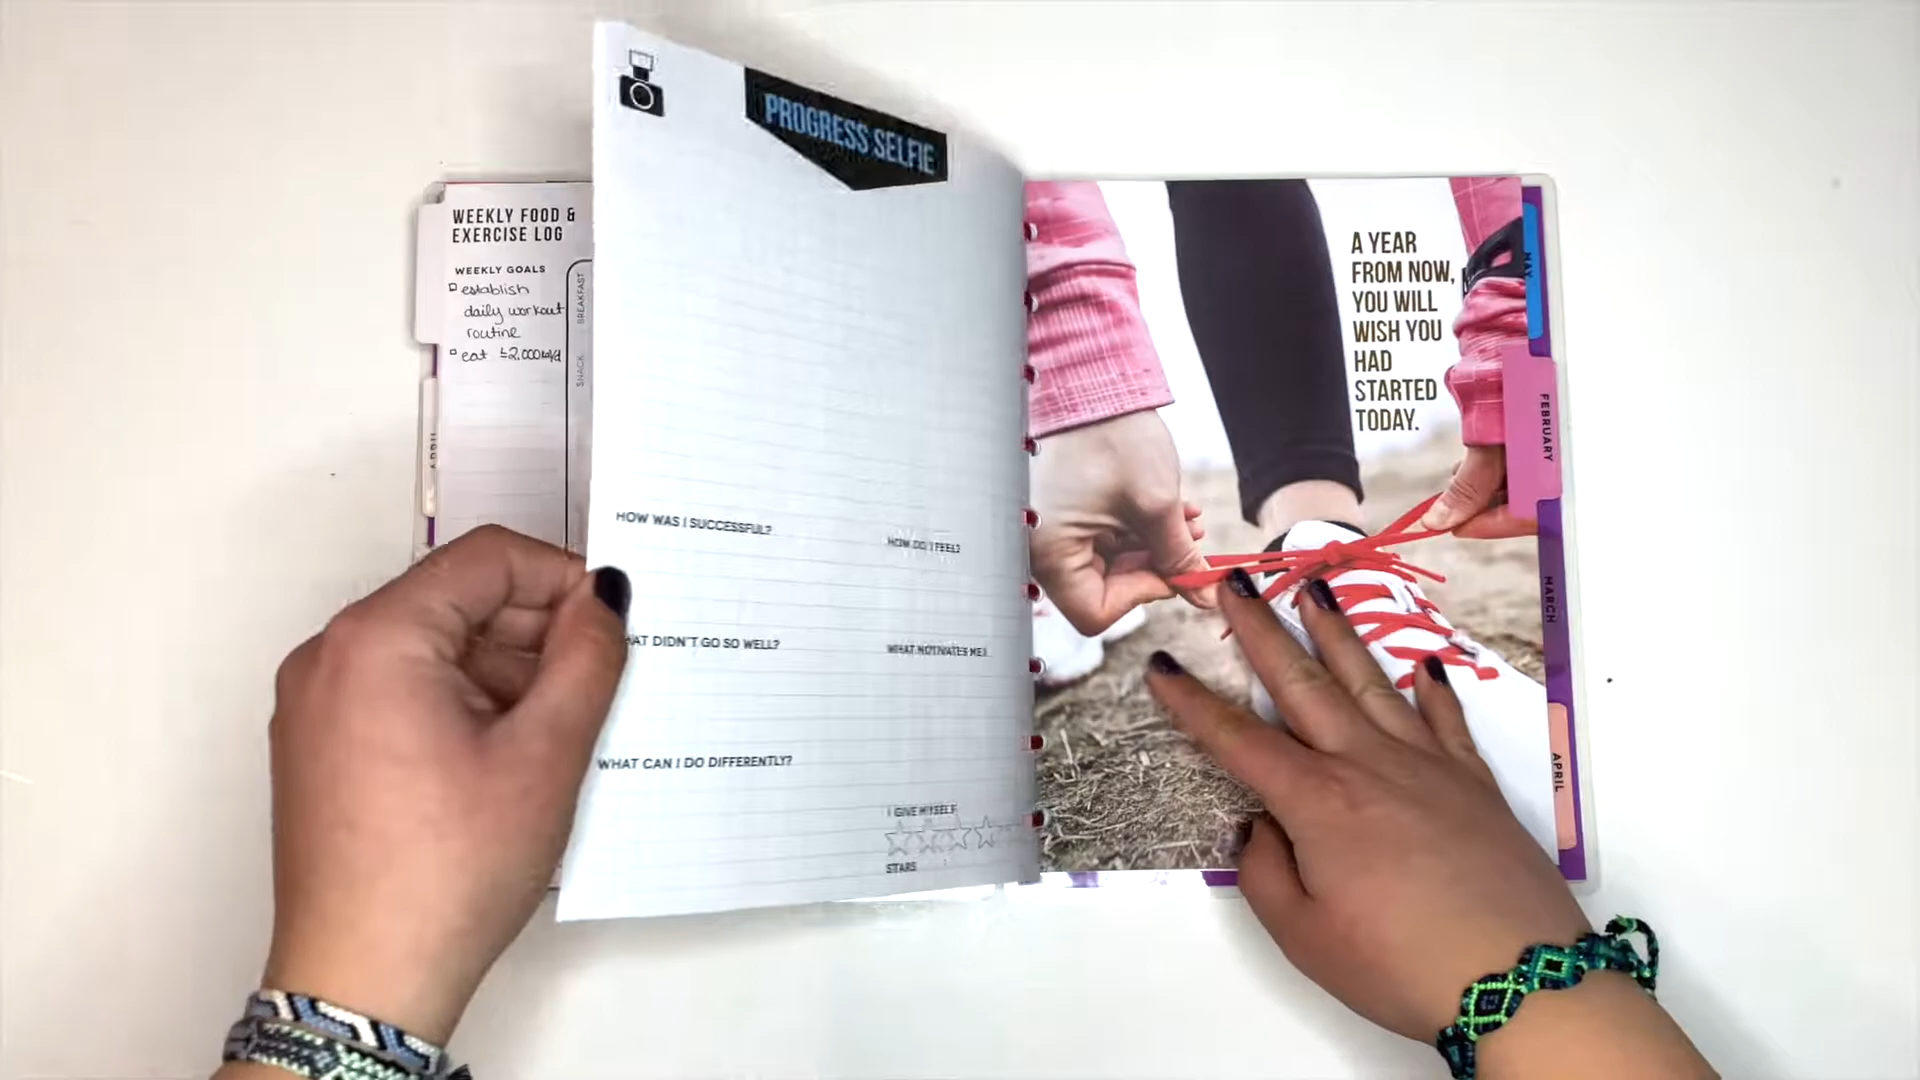 WEEKLY FOOD &
EXERCISE LOG
WEEKLY GOALS
establish
daily workout
routine
eat
BREAKFAST
SNACK
PROGRESS SELFIE
HOW WAS I SUCCESSFUL?
HOW DO I FEEL?
DIDN'T GO SO WELL?
WHAT MOTIVATES ME?
WHAT CAN I DO DIFFERENTLY?
I GIVE MYSELF
STARS
A YEAR
FROM NOW,
YOU WILL
WISH YOU
HAD
STARTED
TODAY.
MAY
FEBRUARY
MARCH
APRIL